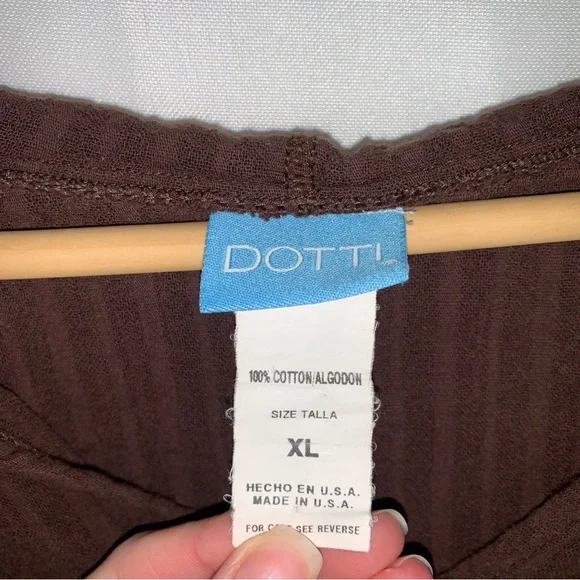 DOTTI
100% COTTON/ALGODON
SIZE TALLA
XL
HECHO EN U.S.A.
MADE IN U.S.A.
FOR SEE REVERSE